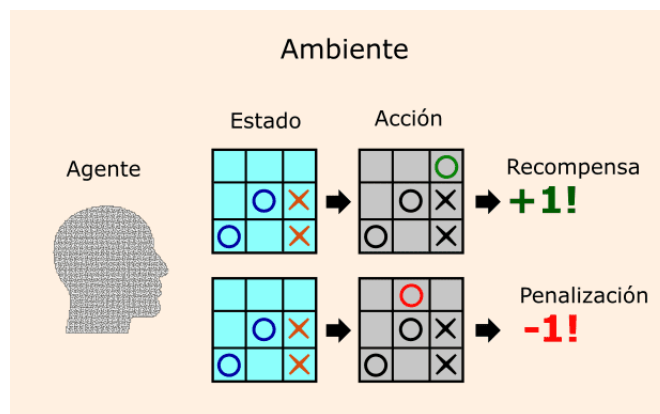 Ambiente
Estado
Acción
Agente
Recompensa
+1!
Penalización
-1!